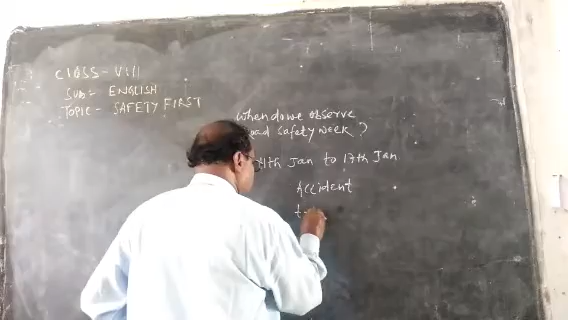 CLASS - VIII
SUB:- ENGLISH
TOPIC - SAFETY FIRST
when do we observe
road safety week ?
11th Jan to 17th Jan
Accident